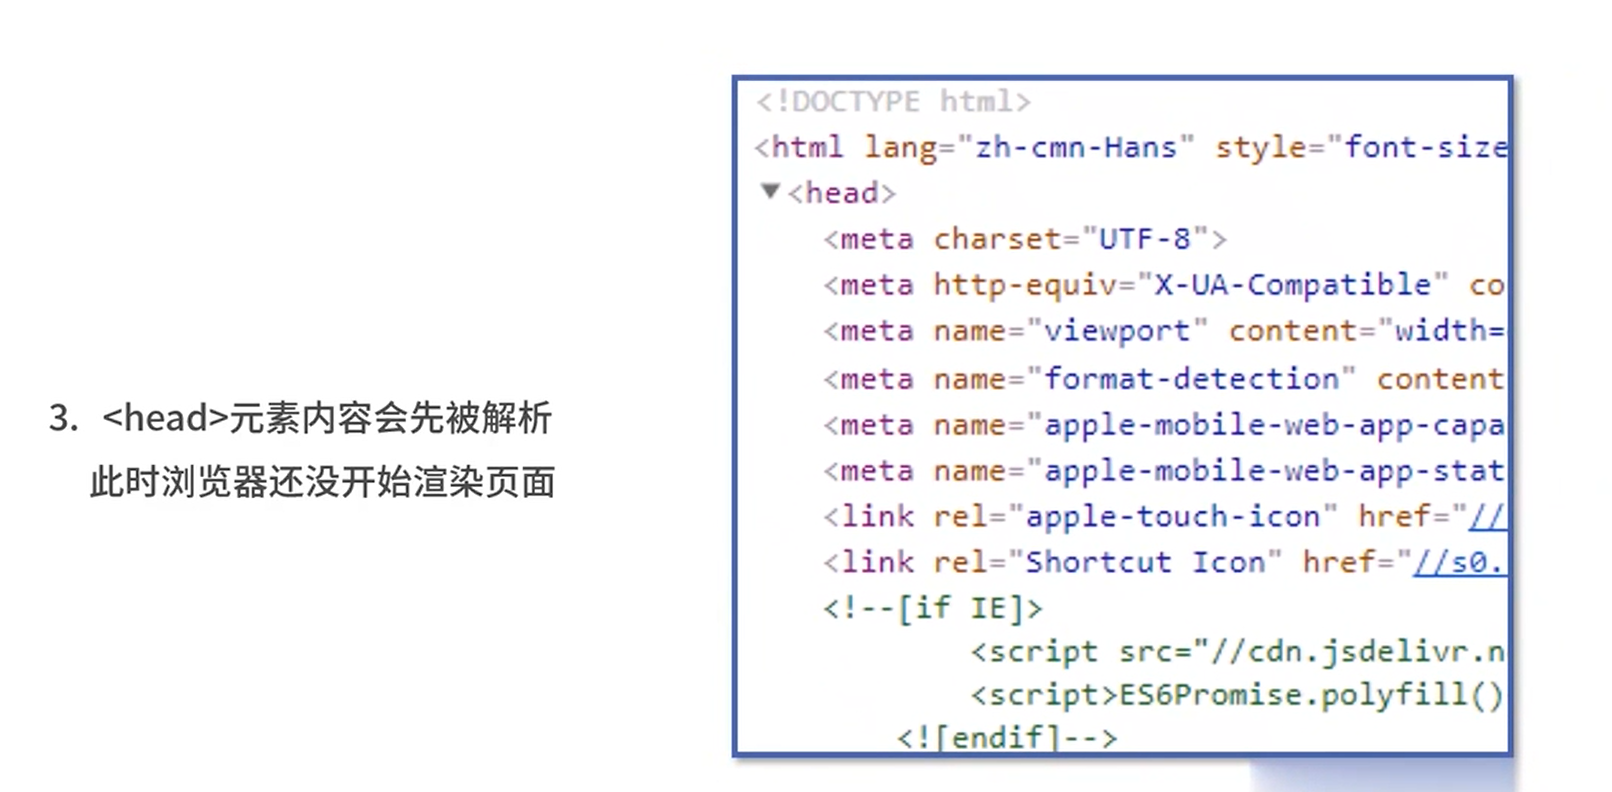 3. <head>元素内容会先被解析
此时浏览器还没开始渲染页面
<!DOCTYPE html>
<html lang="zh-cmn-Hans" style="font-size
▼<head>
<meta charset="UTF-8">
<meta http-equiv="X-UA-Compatible" co
<meta name="viewport" content="width=
<meta name="format-detection" content
<meta name="apple-mobile-web-app-capa
<meta name="apple-mobile-web-app-stat
<link rel="apple-touch-icon" href="//
<link rel="Shortcut Icon" href="//s0.
<!--[if IE]>
<script src="//cdn.jsdelivr.n
<script>ES6Promise.polyfill()
<![endif]-->